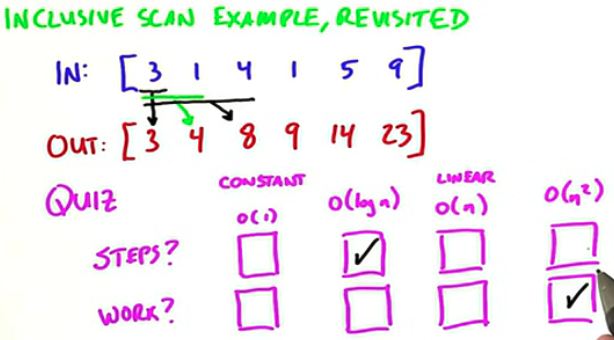 INCLUSIVE SCAN EXAMPLE, REVISITED
IN: [3 1 4 1 5 9]
OUT: [3 4 8 9 14 23]
QUIZ
CONSTANT LINEAR
O(1) O(log n) O(n) O(n²)
STEPS? ✓
WORK? ✓